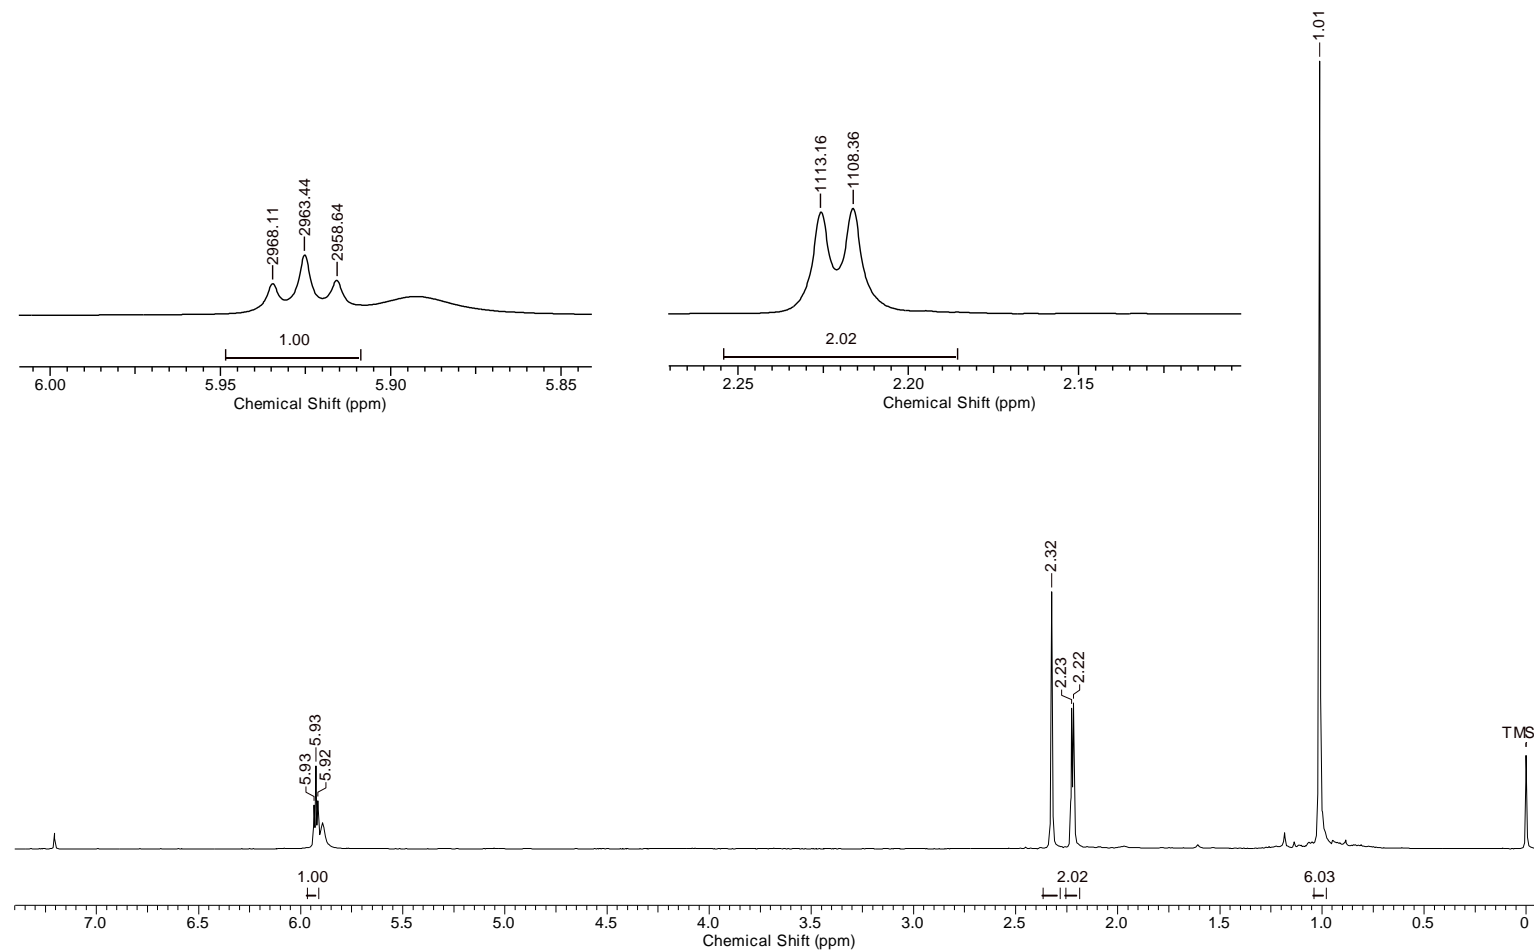 1.01
2968.11
2963.44
2958.64
1.00
6.00 5.95 5.90 5.85
Chemical Shift (ppm)
1113.16
1108.36
2.02
2.25 2.20 2.15
Chemical Shift (ppm)
2.32
2.23
2.22
5.93
5.93
5.92
TMS
1.00 2.02 6.03
7.0 6.5 6.0 5.5 5.0 4.5 4.0 3.5 3.0 2.5 2.0 1.5 1.0 0.5 0
Chemical Shift (ppm)